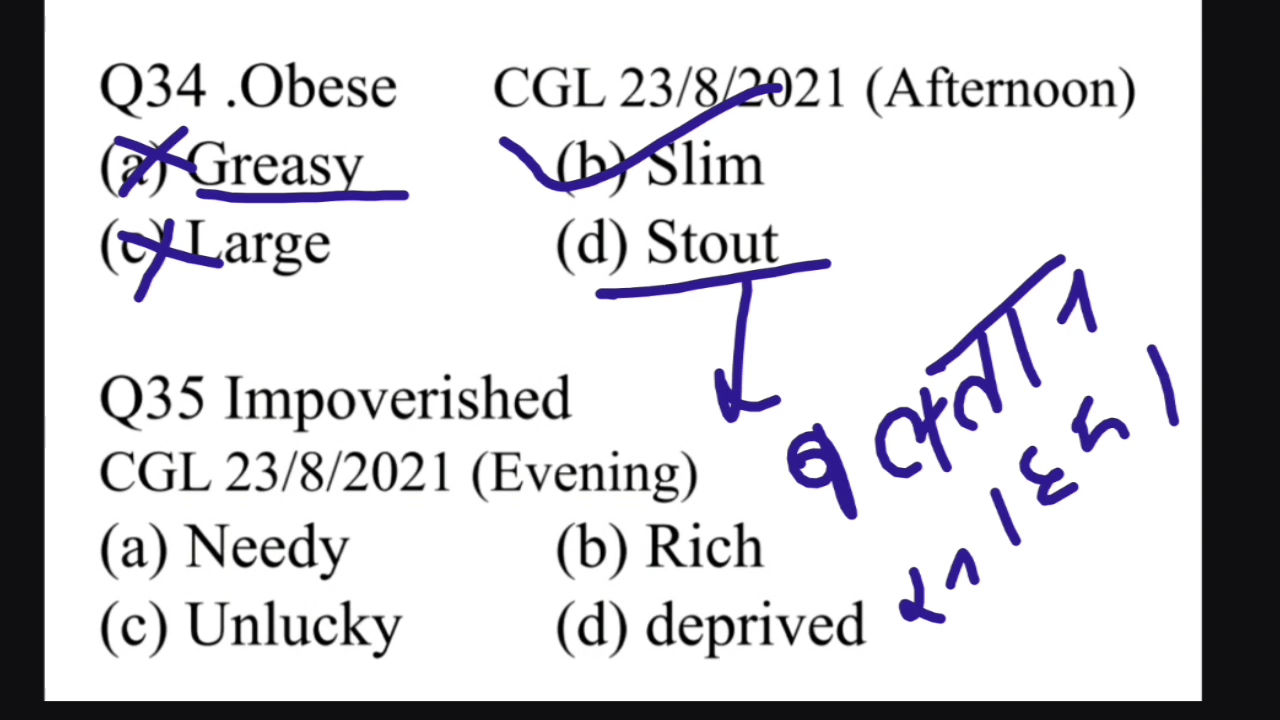 Q34 .Obese CGL 23/8/2021 (Afternoon)
(a) Greasy (b) Slim
(c) Large (d) Stout
Q35 Impoverished
CGL 23/8/2021 (Evening)
(a) Needy (b) Rich
(c) Unlucky (d) deprived